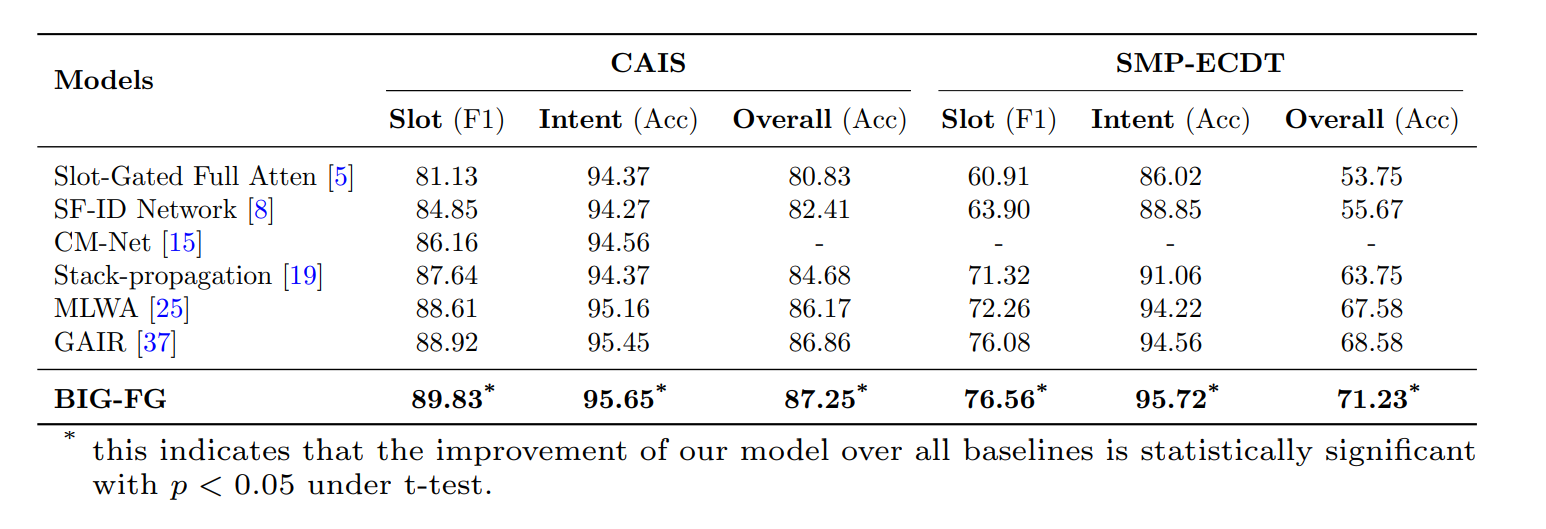 Models CAIS SMP-ECDT
Slot (F1) Intent (Acc) Overall (Acc) Slot (F1) Intent (Acc) Overall (Acc)
Slot-Gated Full Atten [5] 81.13 94.37 80.83 60.91 86.02 53.75
SF-ID Network [8] 84.85 94.27 82.41 63.90 88.85 55.67
CM-Net [15] 86.16 94.56 - - - -
Stack-propagation [19] 87.64 94.37 84.68 71.32 91.06 63.75
MLWA [25] 88.61 95.16 86.17 72.26 94.22 67.58
GAIR [37] 88.92 95.45 86.86 76.08 94.56 68.58
BIG-FG 89.83* 95.65* 87.25* 76.56* 95.72* 71.23*
* this indicates that the improvement of our model over all baselines is statistically significant
with p < 0.05 under t-test.